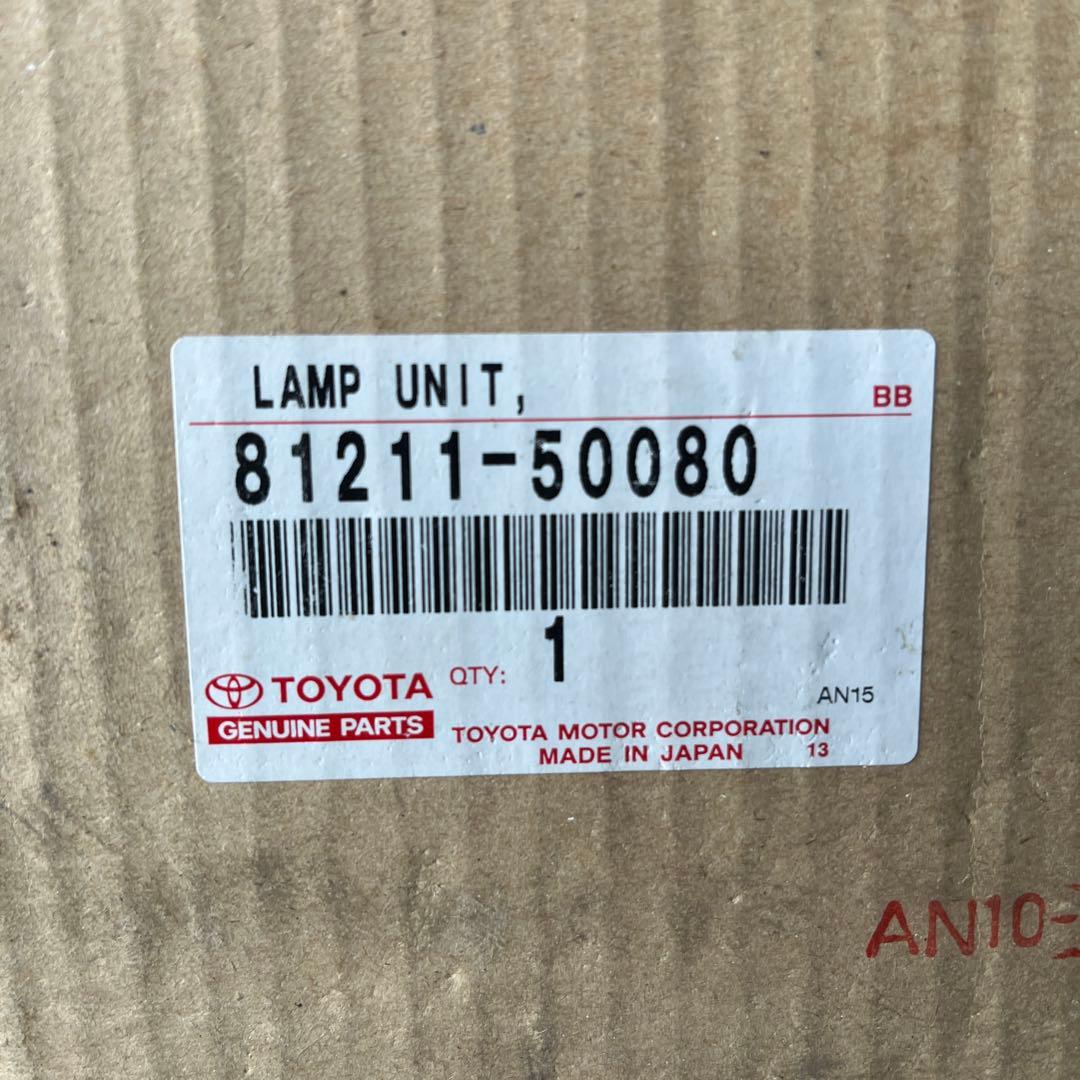 LAMP UNIT,
BB
81211-50080
1
QTY:
TOYOTA
AN15
GENUINE PARTS
TOYOTA MOTOR CORPORATION
MADE IN JAPAN 13
AN10-